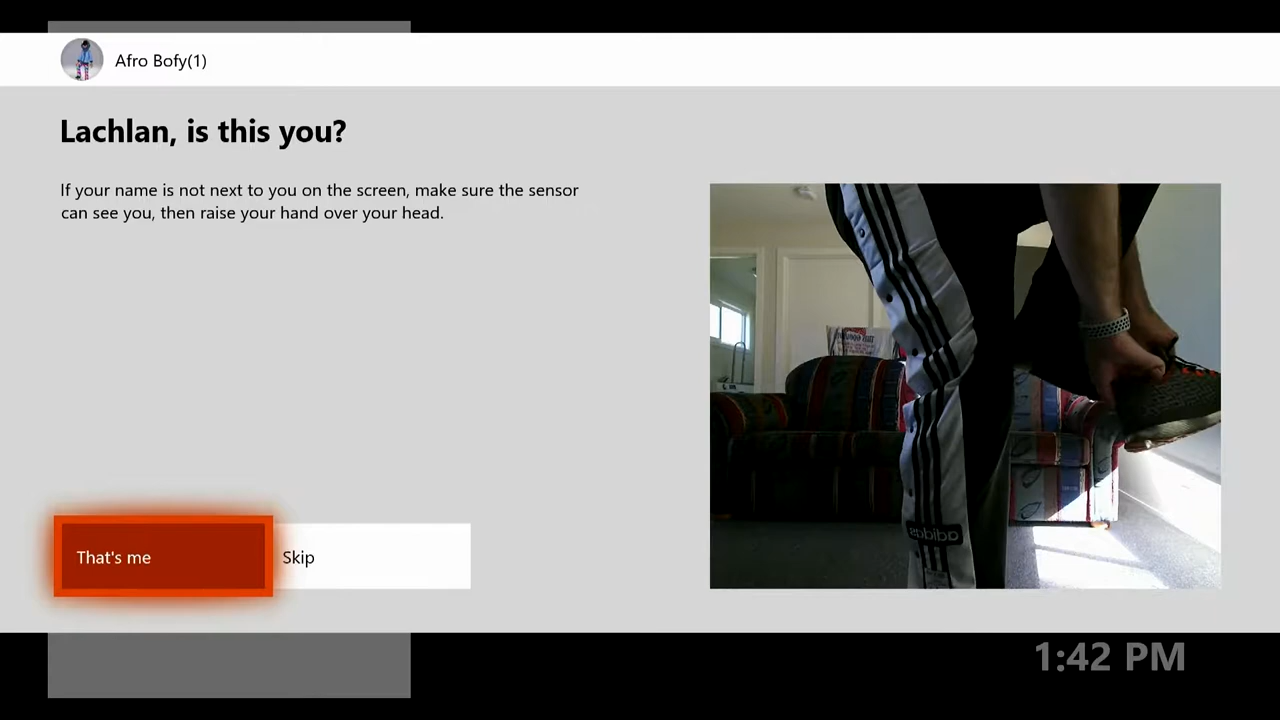 Afro Bofy(1)
Lachlan, is this you?
If your name is not next to you on the screen, make sure the sensor
can see you, then raise your hand over your head.
adidas
That's me
Skip
1:42 PM